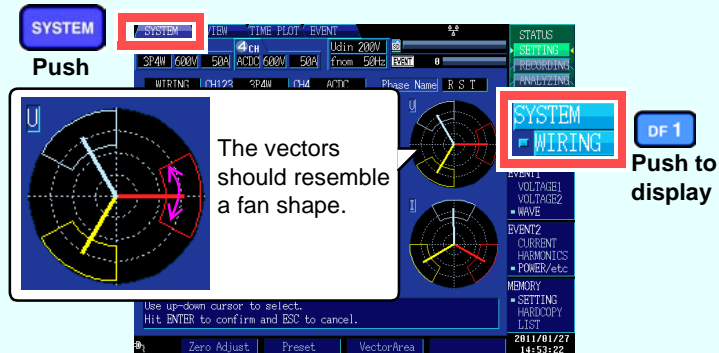 SYSTEM
Push
SYSTEM VIEW TIME PLOT EVENT
4CH Udin 200V SD
3P4W 600V 50A ACDC 600V 50A fnom 50Hz EVENT 0
WIRING CH123 3P4W CH4 ACDC Phase Name R S T
U
The vectors
should resemble
a fan shape.
U
I
STATUS
SETTING
RECORDING
ANALYZING
SYSTEM
WIRING
DF 1
Push to
display
EVENT1
VOLTAGE1
VOLTAGE2
WAVE
EVENT2
CURRENT
HARMONICS
POWER/etc
MEMORY
SETTING
HARDCOPY
LIST
Use up-down cursor to select.
Hit ENTER to confirm and ESC to cancel.
Zero Adjust Preset VectorArea
2011/01/27
14:53:22